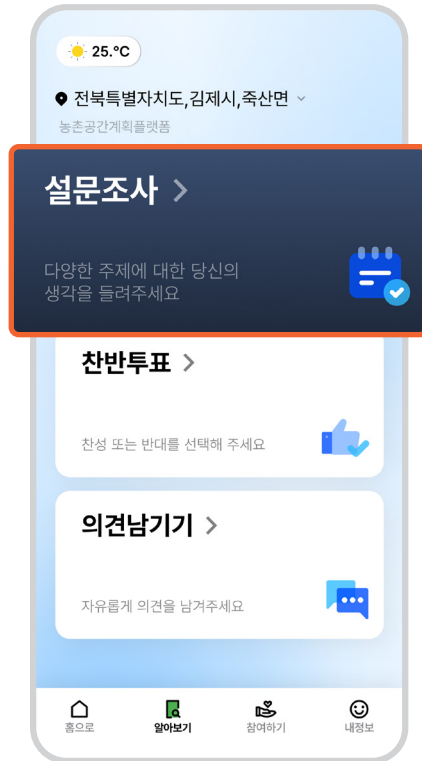 25.°C
전북특별자치도,김제시,죽산면
농촌공간계획플랫폼
설문조사
다양한 주제에 대한 당신의
생각을 들려주세요
찬반투표
찬성 또는 반대를 선택해 주세요
의견남기기
자유롭게 의견을 남겨주세요
홈으로 알아보기 참여하기 내정보